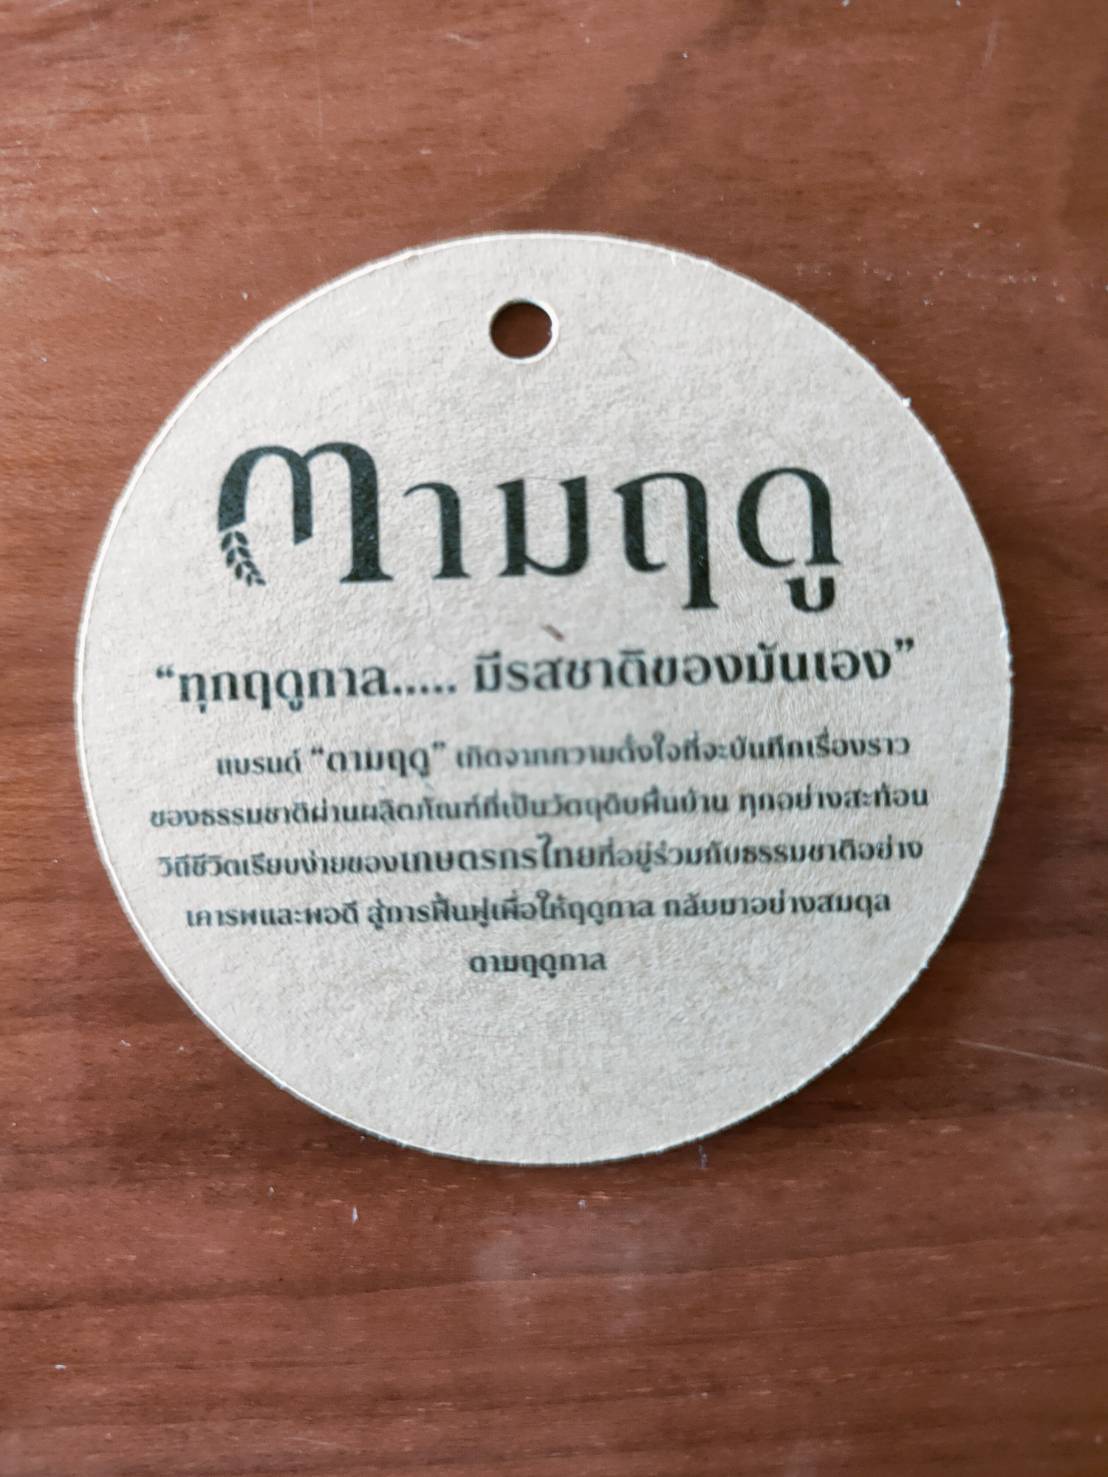 ตามฤดู
“ทุกฤดูกาล..... มีรสชาติของมันเอง”
แบรนด์ “ตามฤดู” เกิดจากความตั้งใจที่จะบันทึกเรื่องราว
ของธรรมชาติผ่านผลิตภัณฑ์ที่เป็นวัตถุดิบพื้นบ้าน ทุกอย่างสะท้อน
วิถีชีวิตเรียบง่ายของเกษตรกรไทยที่อยู่ร่วมกับธรรมชาติอย่าง
เคารพและพอดี สู่การฟื้นฟูเพื่อให้ฤดูกาล กลับมาอย่างสมดุล
ตามฤดูกาล